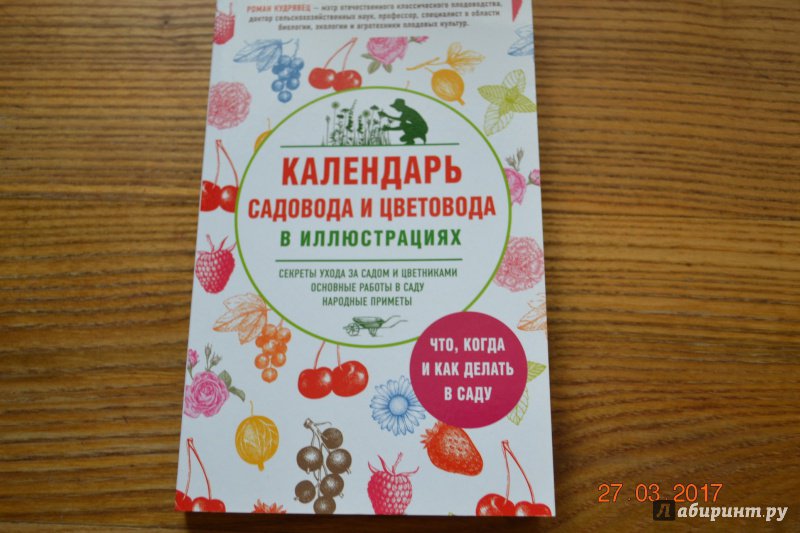 РОМАН КУДРЯВЕЦ – мэтр отечественного классического плодоводства,
доктор сельскохозяйственных наук, профессор, специалист в области
биологии, экологии и агротехники плодовых культур.
КАЛЕНДАРЬ
САДОВОДА И ЦВЕТОВОДА
В ИЛЛЮСТРАЦИЯХ
СЕКРЕТЫ УХОДА ЗА САДОМ И ЦВЕТНИКАМИ
ОСНОВНЫЕ РАБОТЫ В САДУ
НАРОДНЫЕ ПРИМЕТЫ
ЧТО, КОГДА
И КАК ДЕЛАТЬ
В САДУ
27.03.2017
Лабиринт.ру